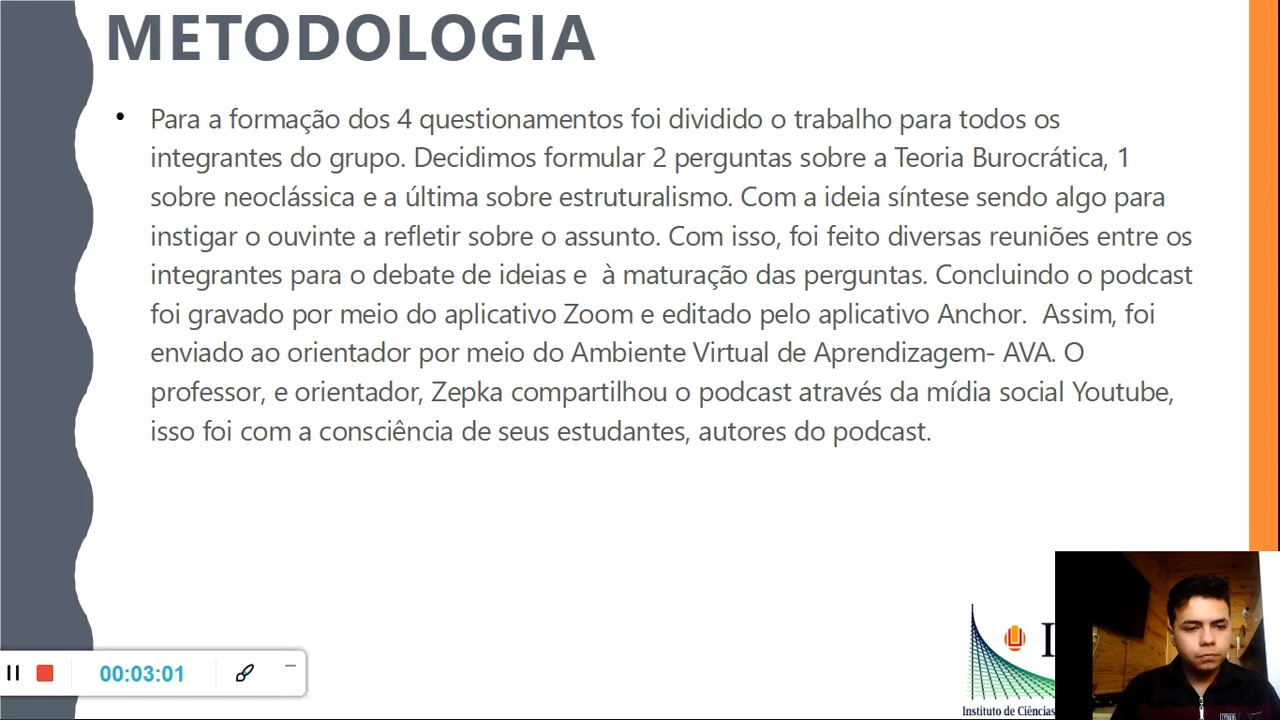 METODOLOGIA
• Para a formação dos 4 questionamentos foi dividido o trabalho para todos os
integrantes do grupo. Decidimos formular 2 perguntas sobre a Teoria Burocrática, 1
sobre neoclássica e a última sobre estruturalismo. Com a ideia síntese sendo algo para
instigar o ouvinte a refletir sobre o assunto. Com isso, foi feito diversas reuniões entre os
integrantes para o debate de ideias e  à maturação das perguntas. Concluindo o podcast
foi gravado por meio do aplicativo Zoom e editado pelo aplicativo Anchor.  Assim, foi
enviado ao orientador por meio do Ambiente Virtual de Aprendizagem- AVA. O
professor, e orientador, Zepka compartilhou o podcast através da mídia social Youtube,
isso foi com a consciência de seus estudantes, autores do podcast.
00:03:01
I
Instituto de Ciências